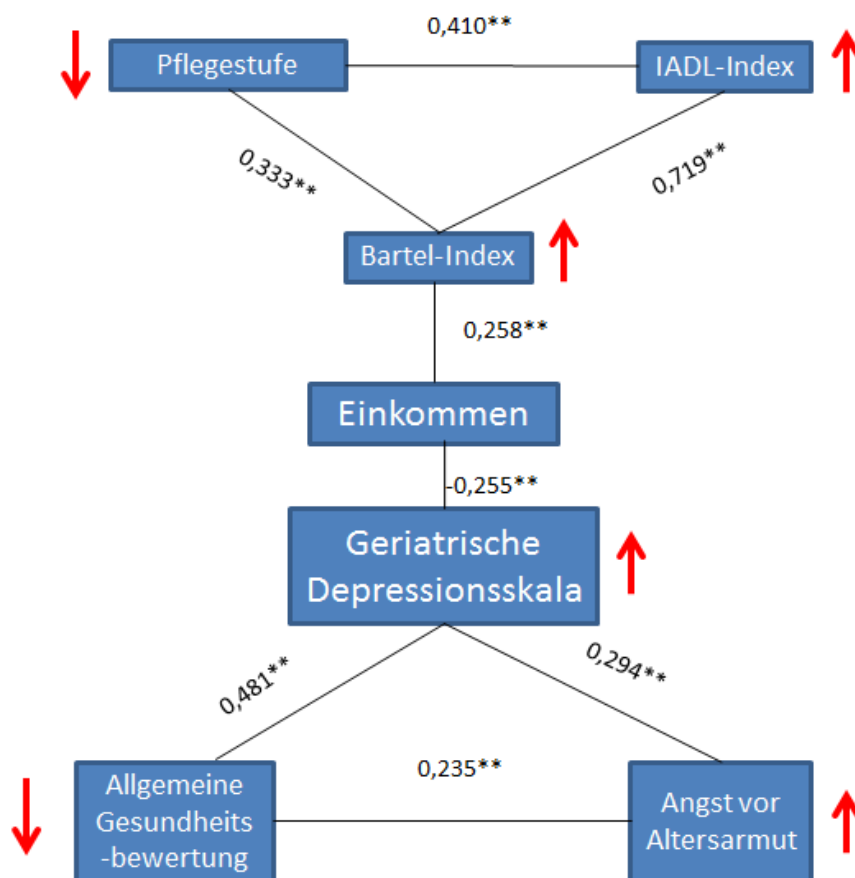 0,410**
Pflegestufe
IADL-Index
0,333**
0,719**
Bartel-Index
0,258**
Einkommen
-0,255**
Geriatrische
Depressionsskala
0,481**
0,294**
0,235**
Allgemeine
Gesundheits
-bewertung
Angst vor
Altersarmut